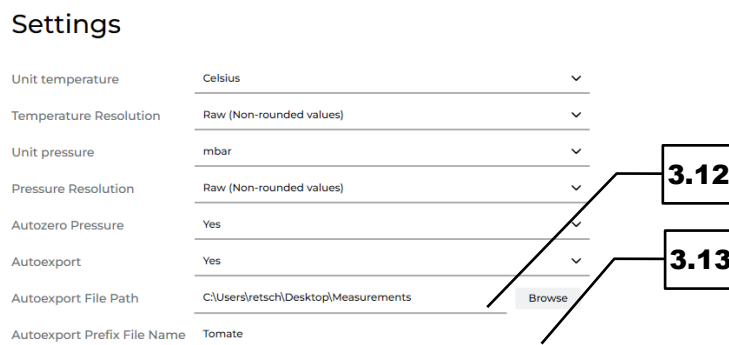 Settings
Unit temperature Celsius
Temperature Resolution Raw (Non-rounded values)
Unit pressure mbar
3.12
Pressure Resolution Raw (Non-rounded values)
Autozero Pressure Yes
3.13
Autoexport Yes
Autoexport File Path C:\Users\retsch\Desktop\Measurements Browse
Autoexport Prefix File Name Tomate